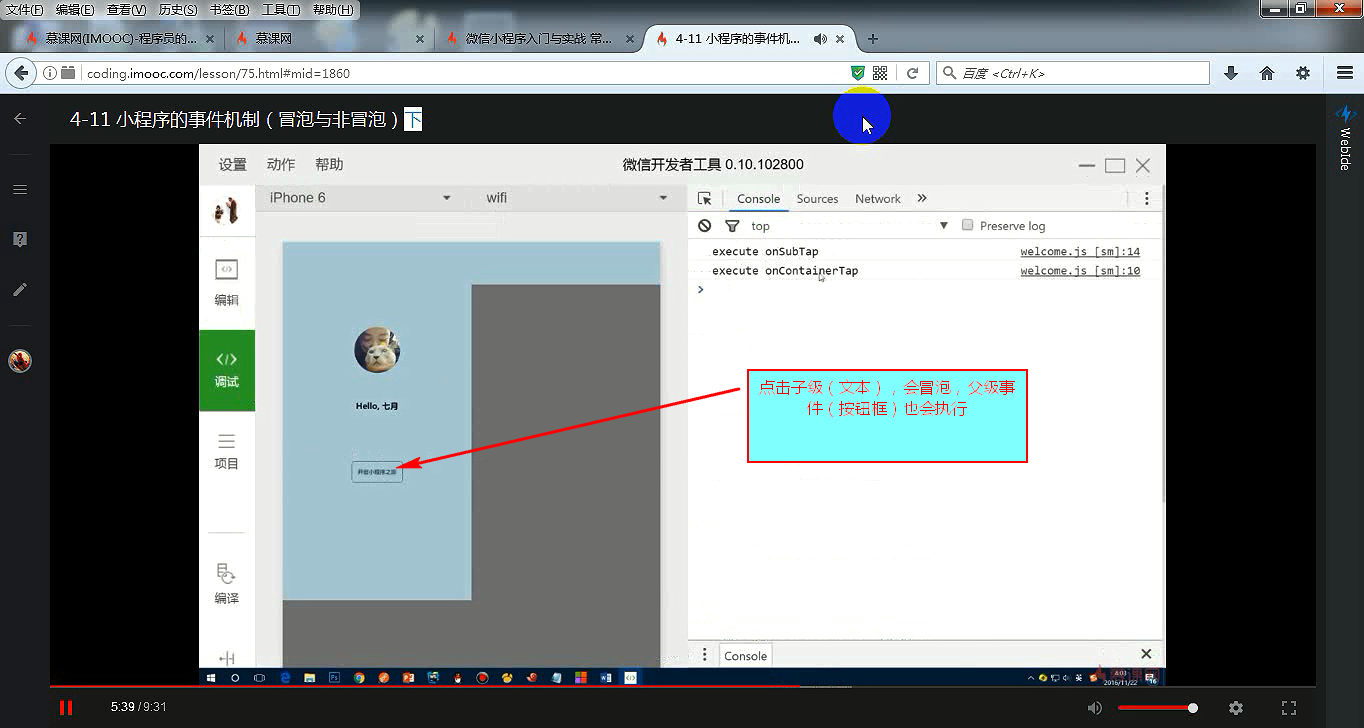 文件(F) 编辑(E) 查看(V) 历史(S) 书签(B) 工具(T) 帮助(H)
慕课网(IMOOC)-程序员的... 慕课网 微信小程序入门与实战 常... 4-11 小程序的事件机...
coding.imooc.com/lesson/75.html#mid=1860 百度 <Ctrl+K>
4-11 小程序的事件机制（冒泡与非冒泡）下
WebIde
设置 动作 帮助 微信开发者工具 0.10.102800
iPhone 6 wifi Console Sources Network
top Preserve log
execute onSubTap welcome.js [sm]:14
execute onContainerTap welcome.js [sm]:10
编辑
调试
项目
编译
Hello, 七月
开启小程序之旅
点击子级（文本），会冒泡，父级事
件（按钮框）也会执行
Console
4:03
2016/11/22
5:39 / 9:31